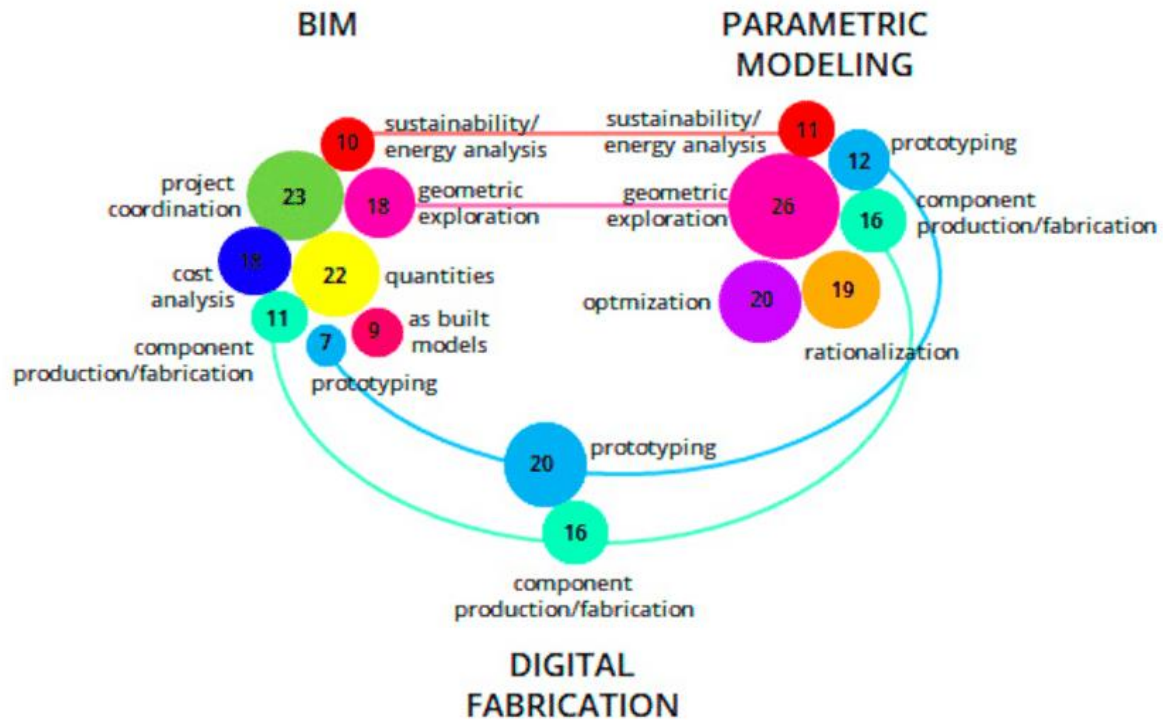 BIM
PARAMETRIC
MODELING
sustainability/
energy analysis
10
project
coordination
23
18
geometric
exploration
cost
analysis
18
22
quantities
11
component
production/fabrication
7
prototyping
9
as built
models
sustainability/
energy analysis
11
12
prototyping
geometric
exploration
26
16
component
production/fabrication
optmization
20
19
rationalization
20
prototyping
16
component
production/fabrication
DIGITAL
FABRICATION